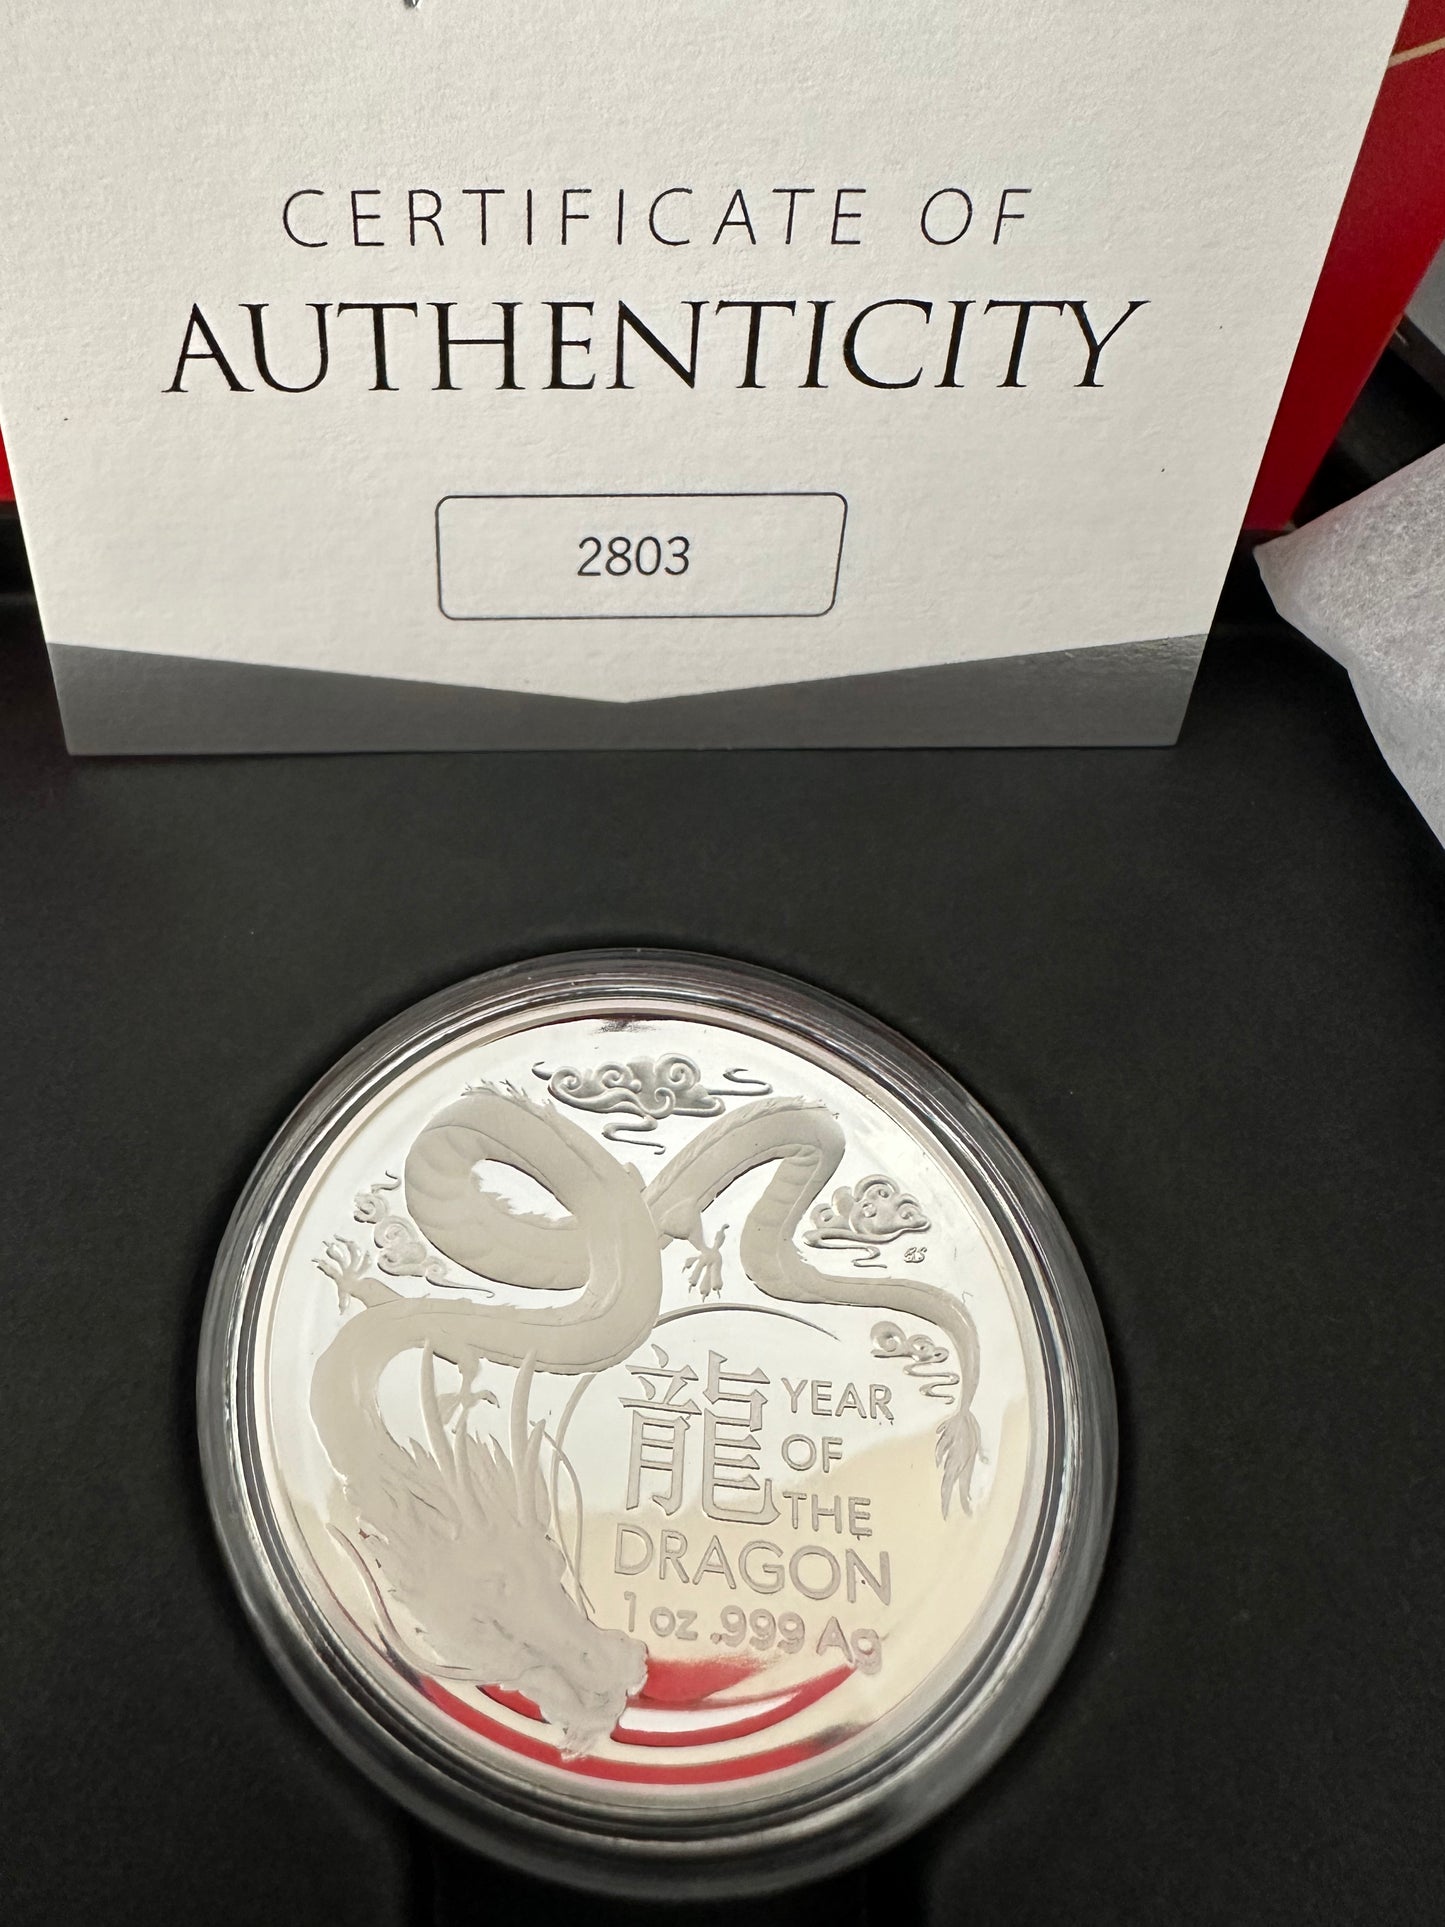 CERTIFICATE OF
AUTHENTICITY
2803
龍
YEAR
OF
THE
DRAGON
1 oz .999 Ag